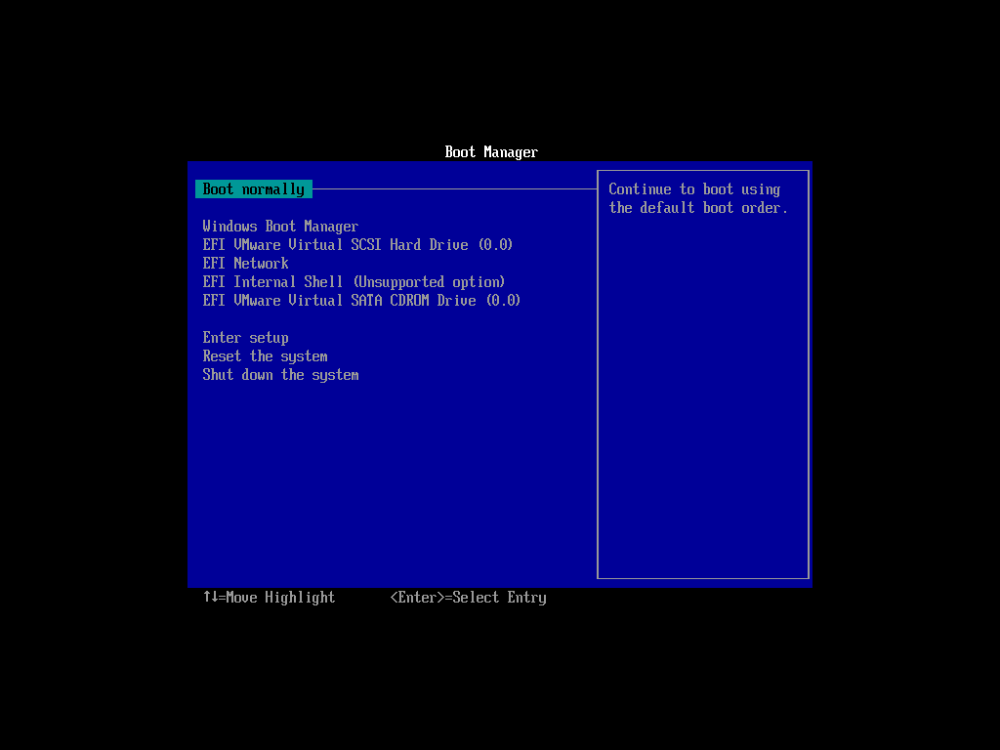 Boot Manager
Boot normally
Windows Boot Manager
EFI VMware Virtual SCSI Hard Drive (0.0)
EFI Network
EFI Internal Shell (Unsupported option)
EFI VMware Virtual SATA CDROM Drive (0.0)
Enter setup
Reset the system
Shut down the system
Continue to boot using
the default boot order.
↑↓=Move Highlight <Enter>=Select Entry